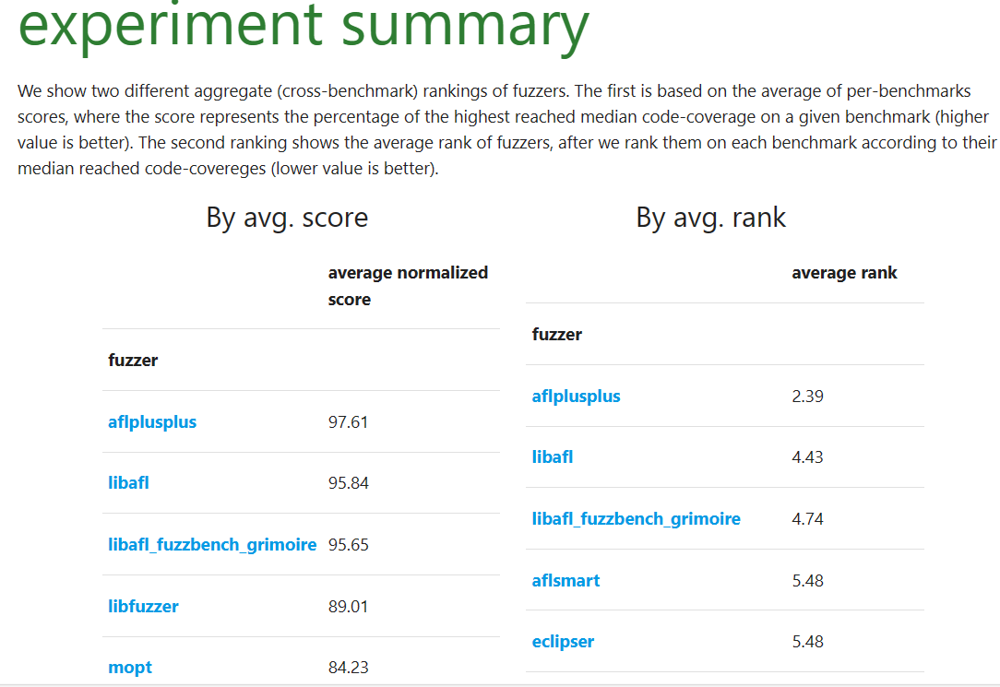 experiment summary
We show two different aggregate (cross-benchmark) rankings of fuzzers. The first is based on the average of per-benchmarks
scores, where the score represents the percentage of the highest reached median code-coverage on a given benchmark (higher
value is better). The second ranking shows the average rank of fuzzers, after we rank them on each benchmark according to their
median reached code-covereges (lower value is better).
By avg. score
average normalized
score
fuzzer
aflplusplus 97.61
libafl 95.84
libafl_fuzzbench_grimoire 95.65
libfuzzer 89.01
mopt 84.23
By avg. rank
average rank
fuzzer
aflplusplus 2.39
libafl 4.43
libafl_fuzzbench_grimoire 4.74
aflsmart 5.48
eclipser 5.48